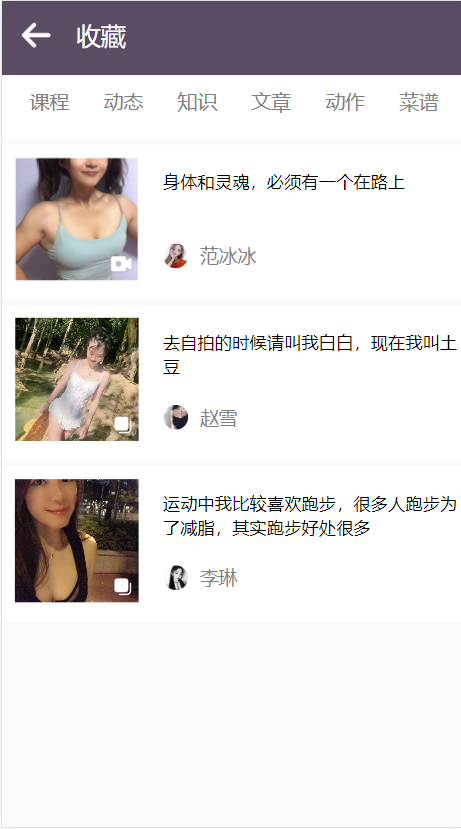 收藏
课程 动态 知识 文章 动作 菜谱
身体和灵魂，必须有一个在路上
范冰冰
去自拍的时候请叫我白白，现在我叫土
豆
赵雪
运动中我比较喜欢跑步，很多人跑步为
了减脂，其实跑步好处很多
李琳